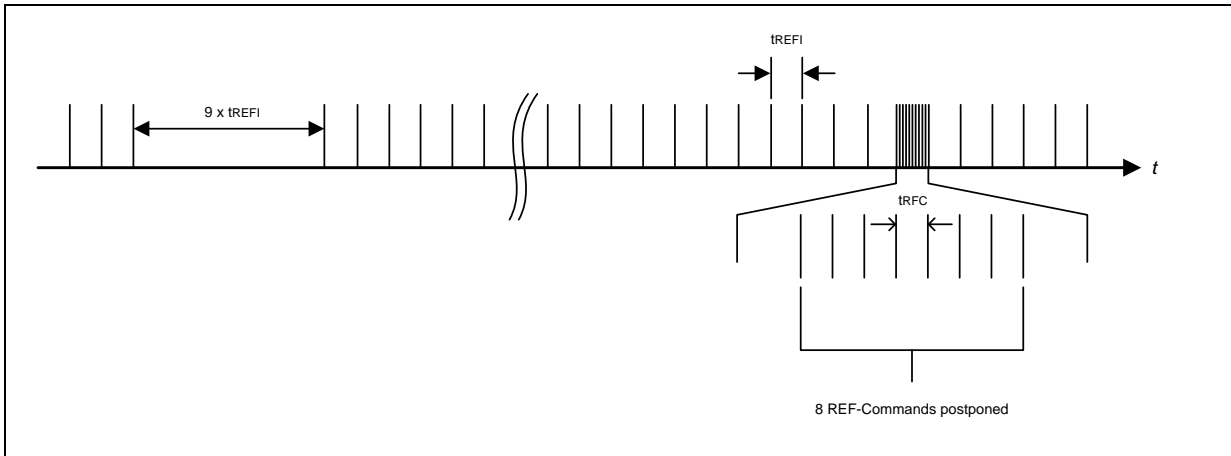 tREFI
9 x tREFI
t
tRFC
8 REF-Commands postponed